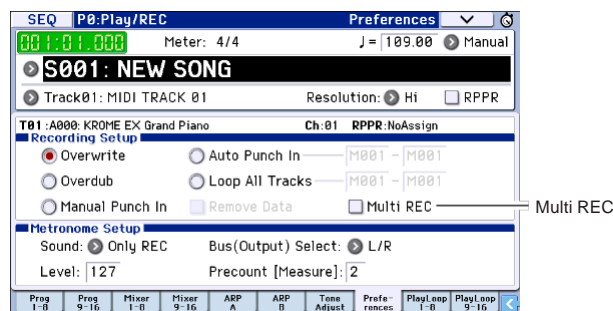 SEQ P0:Play/REC Preferences
001:01.000 Meter: 4/4 ♩= 109.00 Manual
S001: NEW SONG
Track01: MIDI TRACK 01 Resolution: Hi RPPR
T01:A000: KROME EX Grand Piano Ch:01 RPPR:NoAssign
Recording Setup
Overwrite Auto Punch In M001 - M001
Overdub Loop All Tracks M001 - M001
Manual Punch In Remove Data Multi REC Multi REC
Metronome Setup
Sound: Only REC Bus(Output) Select: L/R
Level: 127 Precount [Measure]: 2
Prog 1-8 Prog 9-16 Mixer 1-8 Mixer 9-16 ARP A ARP B Tone Adjust Prefe-rences PlayLoop 1-8 PlayLoop 9-16